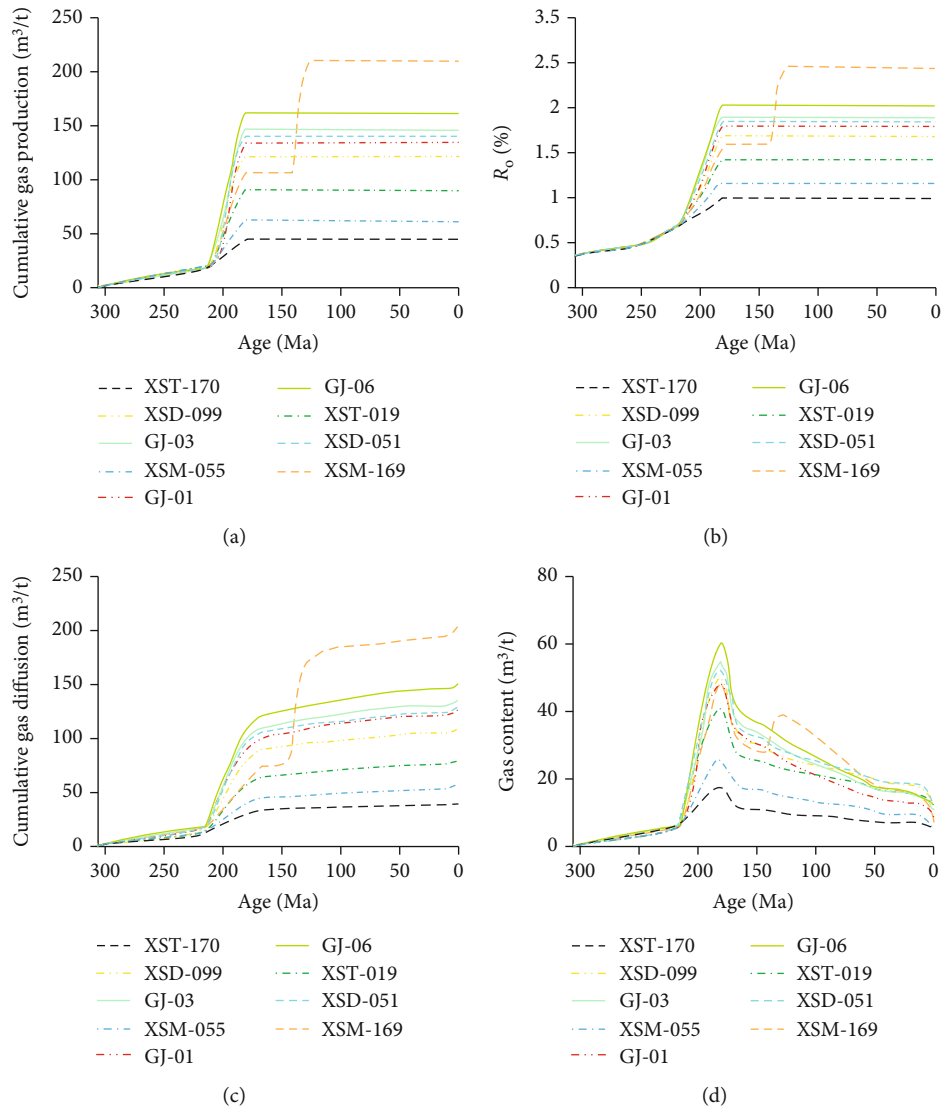 250
200
150
100
50
0
Cumulative gas production (m³/t)
300 250 200 150 100 50 0
Age (Ma)
XST-170 GJ-06
XSD-099 XST-019
GJ-03 XSD-051
XSM-055 XSM-169
GJ-01
(a)
3.5
3
2.5
2
1.5
1
0.5
0
Rₒ (%)
300 250 200 150 100 50 0
Age (Ma)
XST-170 GJ-06
XSD-099 XST-019
GJ-03 XSD-051
XSM-055 XSM-169
GJ-01
(b)
250
200
150
100
50
0
Cumulative gas diffusion (m³/t)
300 250 200 150 100 50 0
Age (Ma)
XST-170 GJ-06
XSD-099 XST-019
GJ-03 XSD-051
XSM-055 XSM-169
GJ-01
(c)
80
60
40
20
0
Gas content (m³/t)
300 250 200 150 100 50 0
Age (Ma)
XST-170 GJ-06
XSD-099 XST-019
GJ-03 XSD-051
XSM-055 XSM-169
GJ-01
(d)